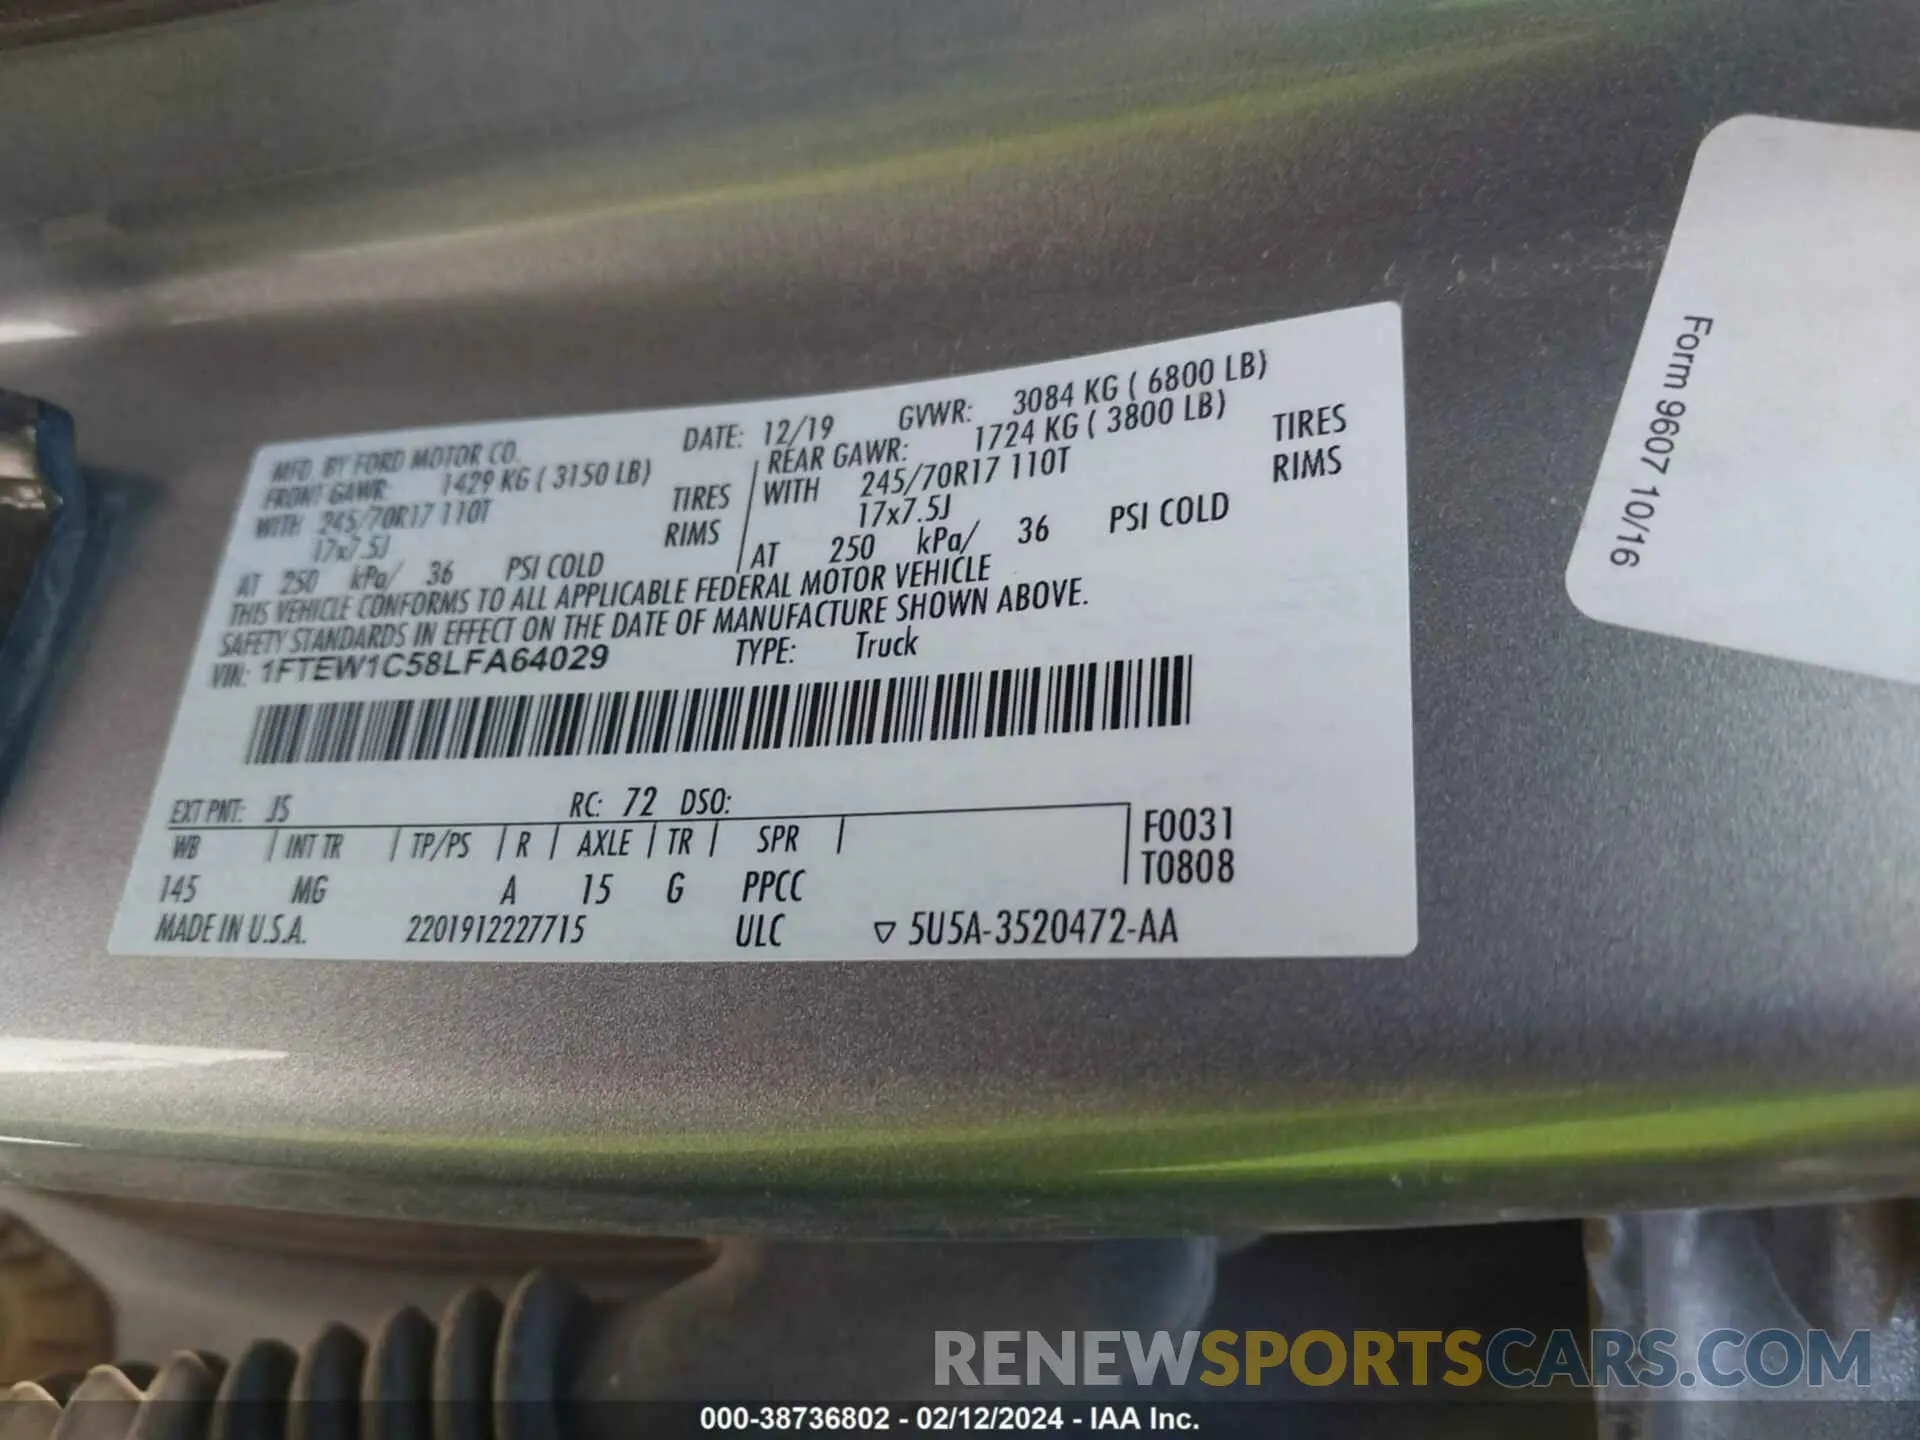 MFD. BY FORD MOTOR CO. DATE: 12/19 GVWR: 3084 KG ( 6800 LB)
FRONT GAWR: 1429 KG ( 3150 LB) REAR GAWR: 1724 KG ( 3800 LB)
WITH 245/70R17 110T TIRES WITH 245/70R17 110T TIRES
17x7.5J RIMS 17x7.5J RIMS
AT 250 kPa/ 36 PSI COLD AT 250 kPa/ 36 PSI COLD
THIS VEHICLE CONFORMS TO ALL APPLICABLE FEDERAL MOTOR VEHICLE
SAFETY STANDARDS IN EFFECT ON THE DATE OF MANUFACTURE SHOWN ABOVE.
VIN: 1FTEW1C58LFA64029 TYPE: Truck
EXT PNT: JS RC: 72 DSO:
WB | INT TR | TP/PS | R | AXLE | TR | SPR | F0031
T0808
145 MG A 15 G PPCC
MADE IN U.S.A. 2201912227715 ULC ▽ 5U5A-3520472-AA
Form 9607 10/16
RENEWSPORTSCARS.COM
000-38736802 - 02/12/2024 - IAA Inc.